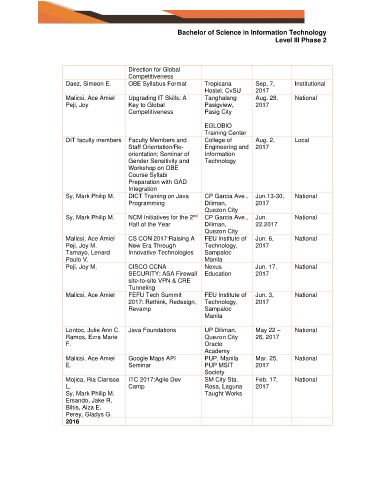 Bachelor of Science in Information Technology
Level III Phase 2
Direction for Global
Competitiveness
Daez, Simeon E. OBE Syllabus Format Tropicana Hostel, CvSU Sep. 7, 2017 Institutional
Malicsi, Ace Amiel Peji, Joy Upgrading IT Skills: A Key to Global Competitiveness Tanghalang Pasigview, Pasig City Aug. 28, 2017 National
EGLOBIO Training Center
DIT faculty members Faculty Members and Staff Orientation/Re-orientation; Seminar of Gender Sensitivity and Workshop on OBE Course Syllabi Preparation with GAD Integration College of Engineering and Information Technology Aug. 2, 2017 Local
Sy, Mark Philip M. DICT Training on Java Programming CP Garcia Ave., Diliman, Quezon City Jun.13-30, 2017 National
Sy, Mark Philip M. NCM Initiatives for the 2nd Half of the Year CP Garcia Ave., Diliman, Quezon City Jun. 22,2017 National
Malicsi, Ace Amiel Peji, Joy M. Tamayo, Lenard Paulo V. CS CON 2017:Raising A New Era Through Innovative Technologies FEU Institute of Technology, Sampaloc Manila Jun. 6, 2017 National
Peji, Joy M. CISCO CCNA SECURITY: ASA Firewall site-to-site VPN & CRE Tunneling Nexus Education Jun. 17, 2017 National
Malicsi, Ace Amiel FEFU Tech Summit 2017: Rethink, Redesign, Revamp FEU Institute of Technology, Sampaloc Manila Jun. 3, 2017 National
Lontoc, Julie Ann C. Ramos, Ezra Marie F. Java Foundations UP Diliman, Quezon City Oracle Academy May 22 – 26, 2017 National
Malicsi, Ace Amiel E. Google Maps API Seminar PUP, Manila PUP MSIT Society Mar. 25, 2017 National
Mojica, Ria Clarisse L. Sy, Mark Philip M. Ersando, Jake R. Bihis, Aiza E. Perey, Gladys G. ITC 2017:Agile Dev Camp SM City Sta. Rosa, Laguna Taught Works Feb. 17, 2017 National
2016